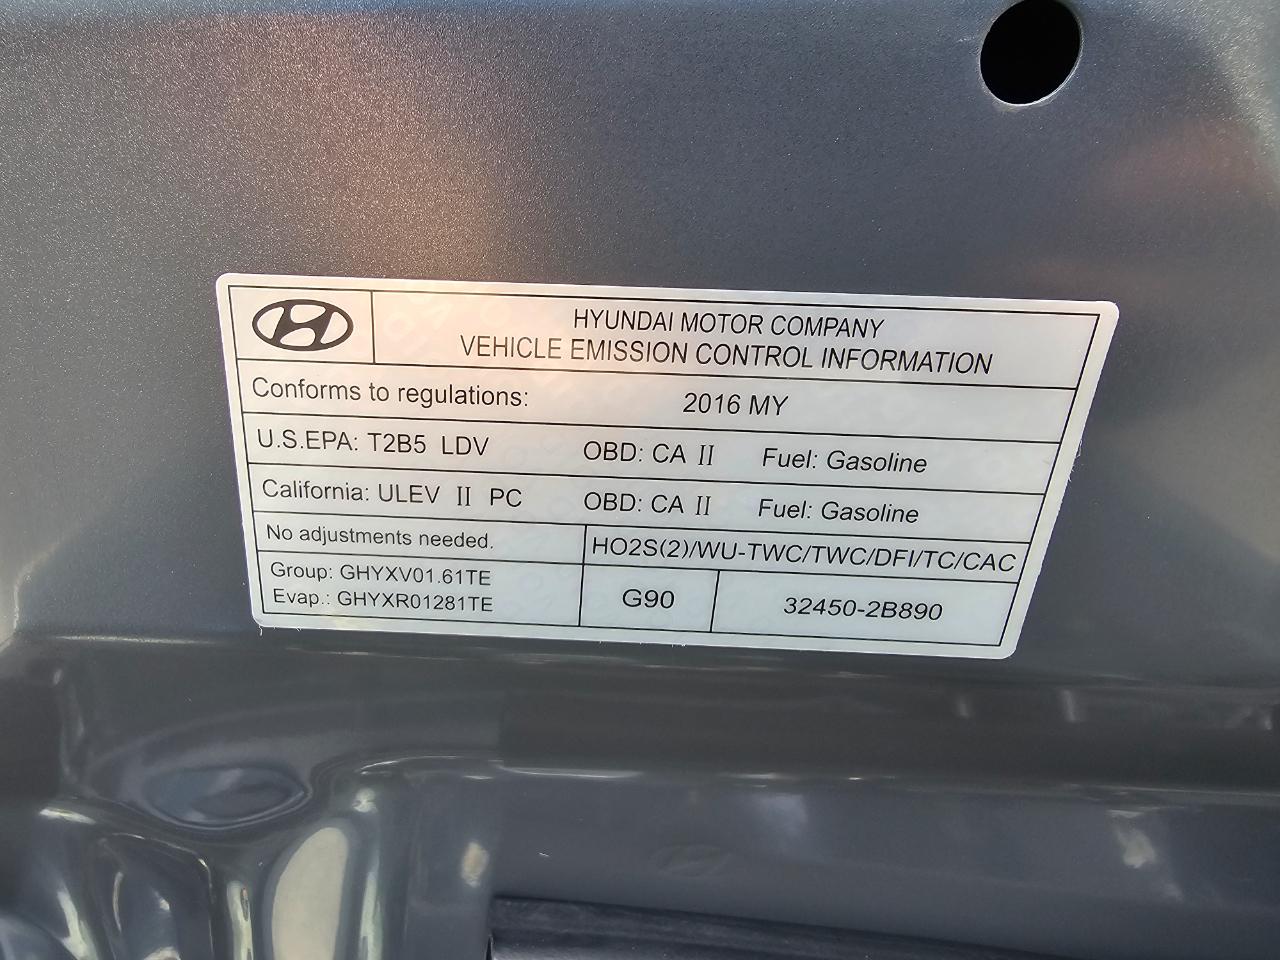 HYUNDAI MOTOR COMPANY
VEHICLE EMISSION CONTROL INFORMATION
Conforms to regulations: 2016 MY
U.S.EPA: T2B5 LDV OBD: CA II Fuel: Gasoline
California: ULEV II PC OBD: CA II Fuel: Gasoline
No adjustments needed. HO2S(2)/WU-TWC/TWC/DFI/TC/CAC
Group: GHYXV01.61TE
Evap.: GHYXR01281TE
G90 32450-2B890